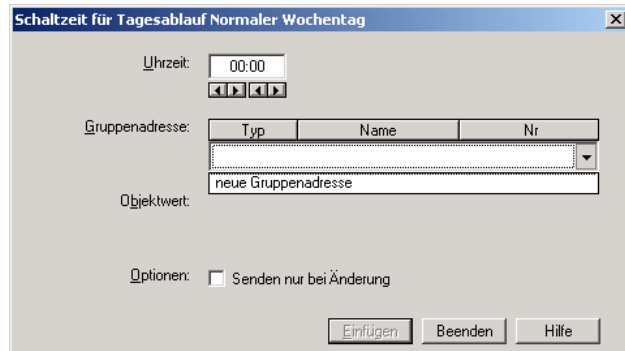 Schaltzeit für Tagesablauf Normaler Wochentag
Uhrzeit: 00:00
Gruppenadresse: Typ Name Nr
neue Gruppenadresse
Objektwert:
Optionen: Senden nur bei Änderung
Einfügen Beenden Hilfe